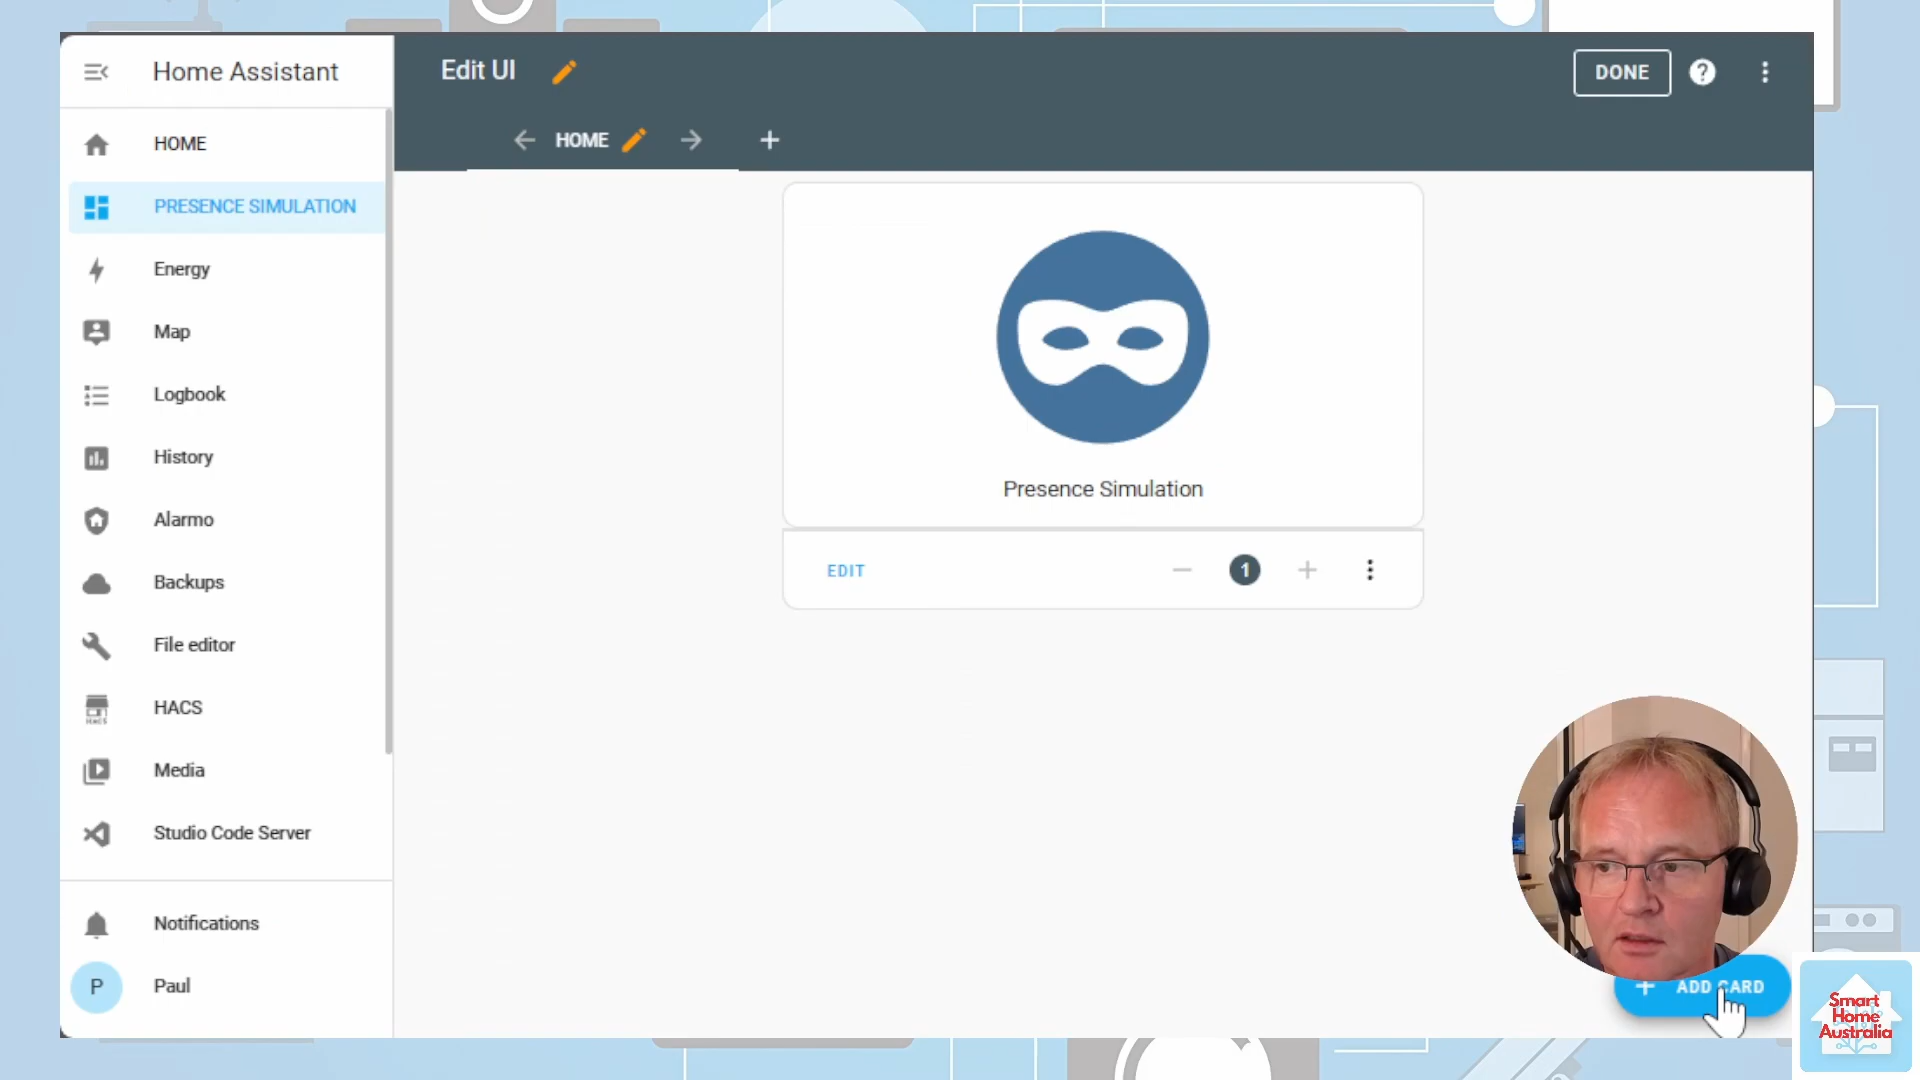 Home Assistant
Edit UI
DONE
HOME
HOME
PRESENCE SIMULATION
Energy
Map
Logbook
History
Alarmo
Backups
File editor
HACS
HACS
Media
Studio Code Server
Notifications
P
Paul
Presence Simulation
EDIT
1
ADD CARD
Smart
Home
Australia